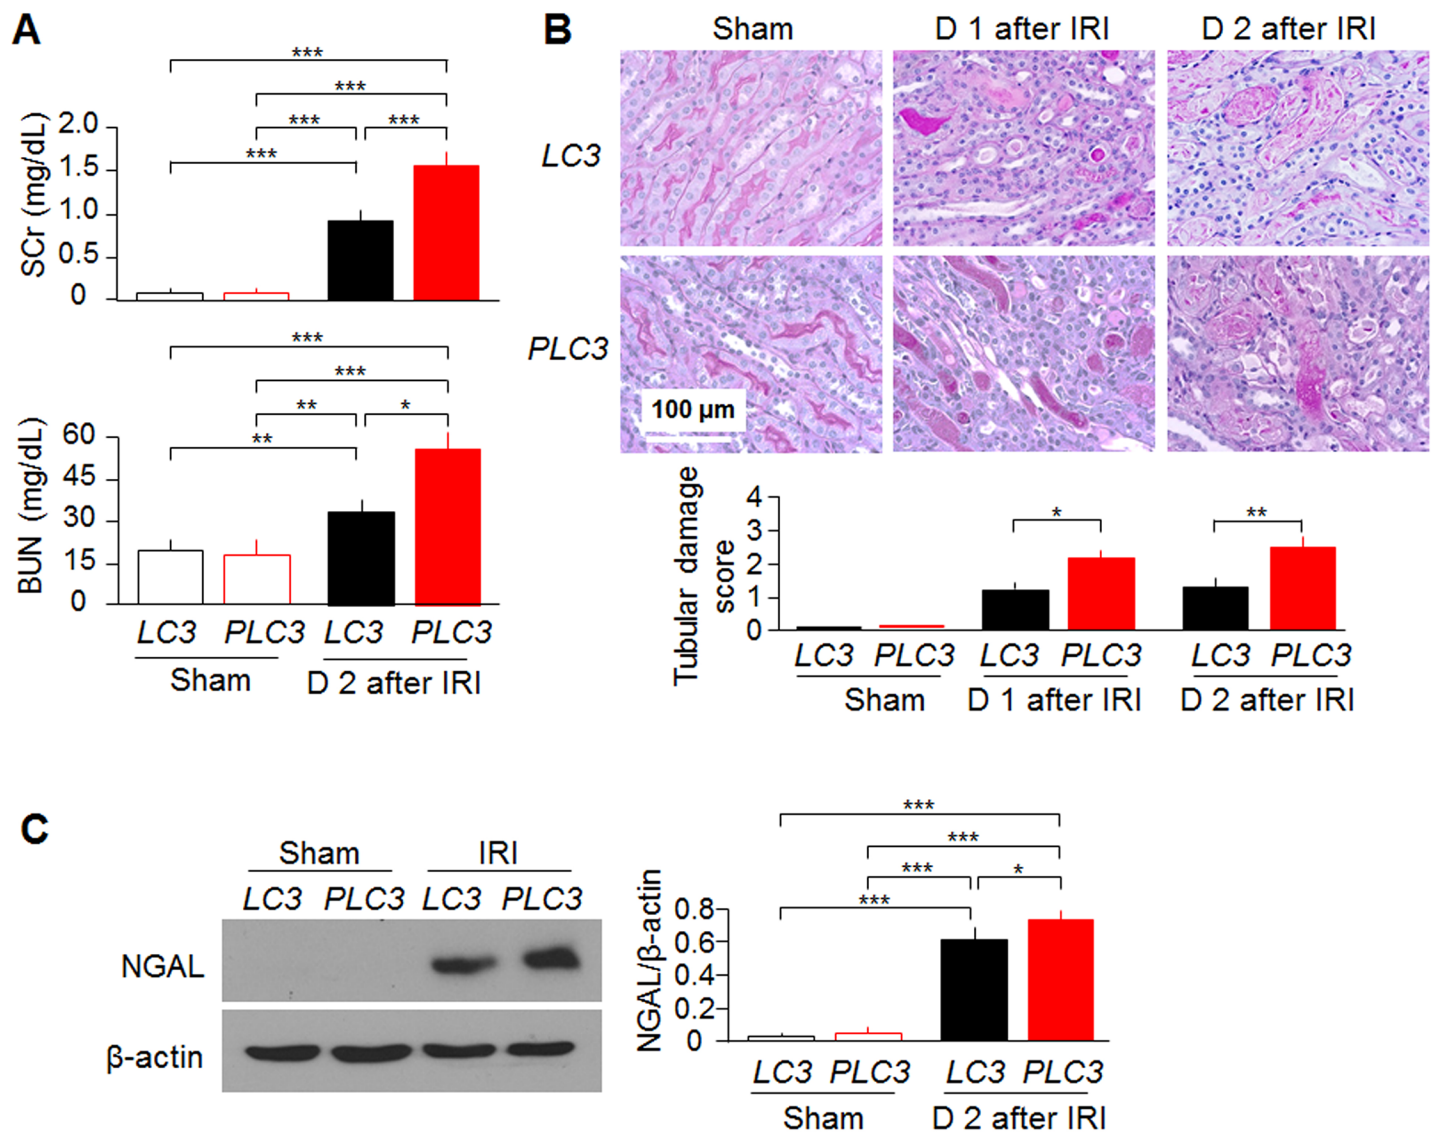 A
***
***
*** ***
***
SCr (mg/dL)
2.0
1.5
1.0
0.5
0
***
***
** *
**
BUN (mg/dL)
60
45
30
15
0
LC3 PLC3 LC3 PLC3
Sham D 2 after IRI
B
Sham D 1 after IRI D 2 after IRI
LC3
PLC3
100 µm
Tubular damage
score
4
3
2
1
0
* **
LC3 PLC3 LC3 PLC3 LC3 PLC3
Sham D 1 after IRI D 2 after IRI
C
Sham IRI
LC3 PLC3 LC3 PLC3
NGAL
β-actin
***
***
*** *
***
NGAL/β-actin
0.8
0.6
0.4
0.2
0
LC3 PLC3 LC3 PLC3
Sham D 2 after IRI